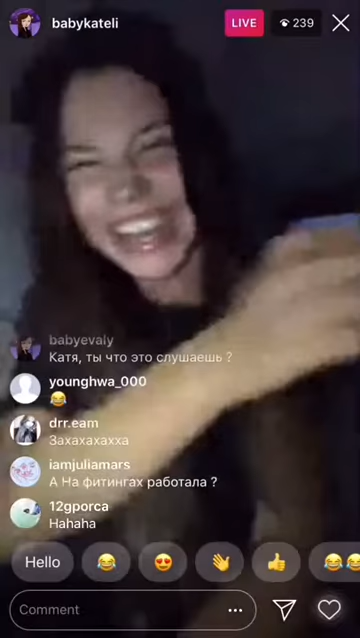 babykateli
LIVE
239
babyevaly
Катя, ты что это слушаешь ?
younghwa_000
😂
drr.eam
Захахахахха
iamjuliamars
А На фитингах работала ?
12gporca
Hahaha
Hello 😂 😍 👋 👍 😂😂
Comment